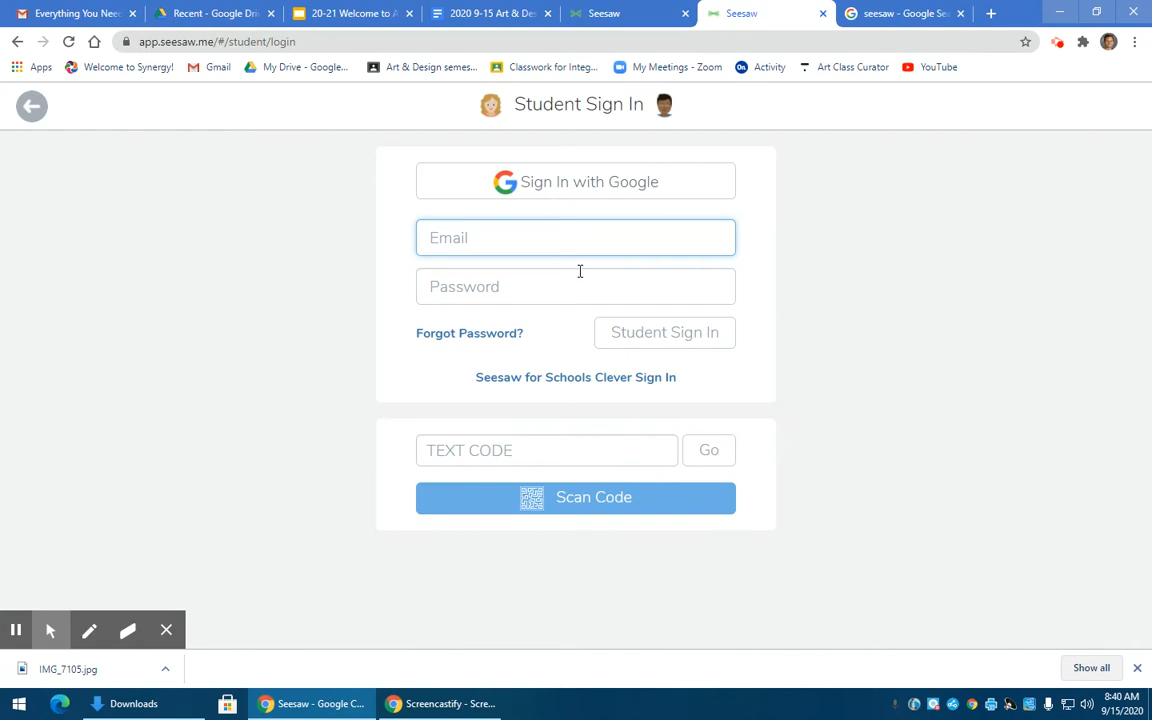 Everything You Nee
Recent - Google Dri
20-21 Welcome to A
2020 9-15 Art & Des
Seesaw
Seesaw
seesaw - Google Sea
app.seesaw.me/#/student/login
Apps
Welcome to Synergy!
Gmail
My Drive - Google...
Art & Design semes...
Classwork for Integ...
My Meetings - Zoom
On
Activity
Art Class Curator
YouTube
Student Sign In
Sign In with Google
Email
Password
Forgot Password?
Student Sign In
Seesaw for Schools Clever Sign In
TEXT CODE
Go
Scan Code
IMG_7105.jpg
Show all
Downloads
Seesaw - Google C...
Screencastify - Scre...
8:40 AM
9/15/2020